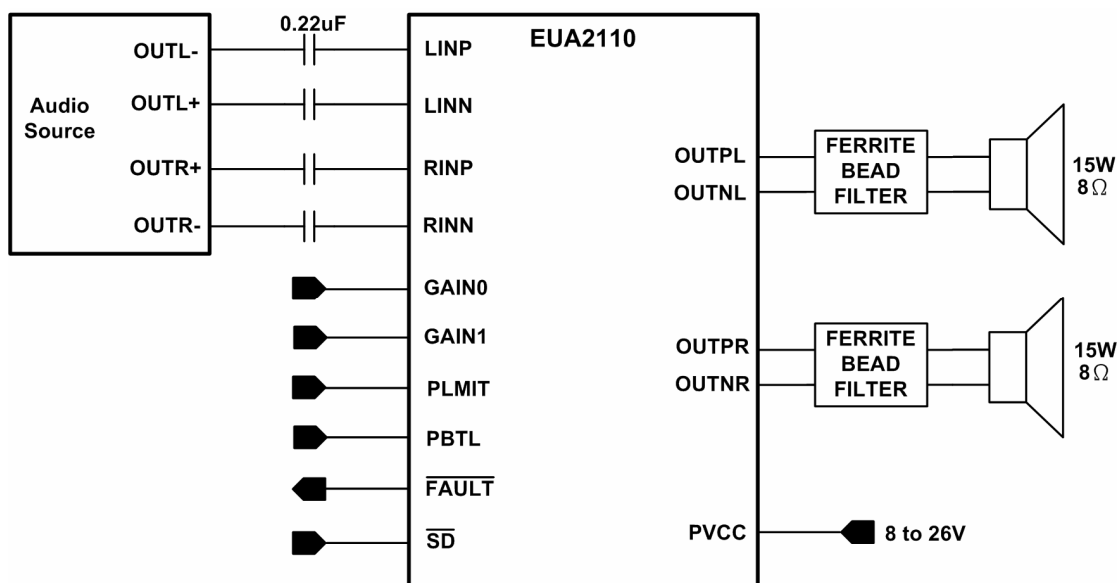 0.22uF
EUA2110
Audio
Source
OUTL-
OUTL+
OUTR+
OUTR-
LINP
LINN
RINP
RINN
GAIN0
GAIN1
PLMIT
PBTL
FAULT
SD
OUTPL
OUTNL
FERRITE
BEAD
FILTER
15W
8Ω
OUTPR
OUTNR
FERRITE
BEAD
FILTER
15W
8Ω
PVCC
8 to 26V